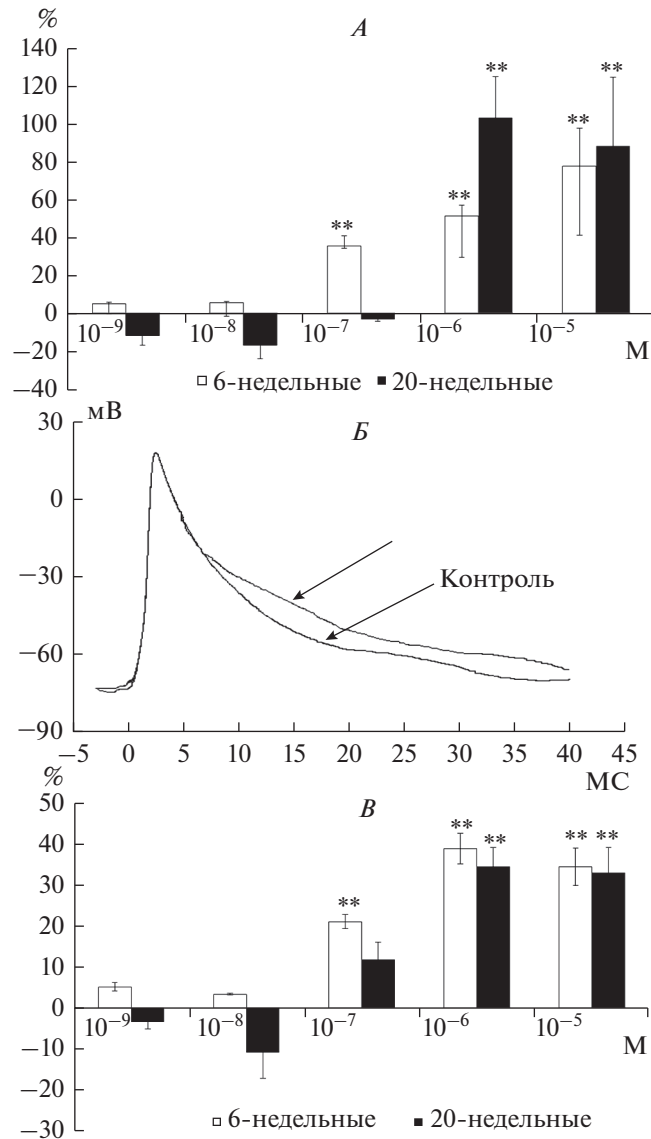 %
А
140
120
100
80
60
40
20
0
−20
−40
** ** ** ** **
10⁻⁹ 10⁻⁸ 10⁻⁷ 10⁻⁶ 10⁻⁵
М
6-недельные 20-недельные
мВ
Б
30
0
−30
−60
−90
Контроль
−5 0 5 10 15 20 25 30 35 40 45
МС
%
В
50
40
30
20
10
0
−10
−20
−30
** ** ** ** **
10⁻⁹ 10⁻⁸ 10⁻⁷ 10⁻⁶ 10⁻⁵
М
6-недельные 20-недельные